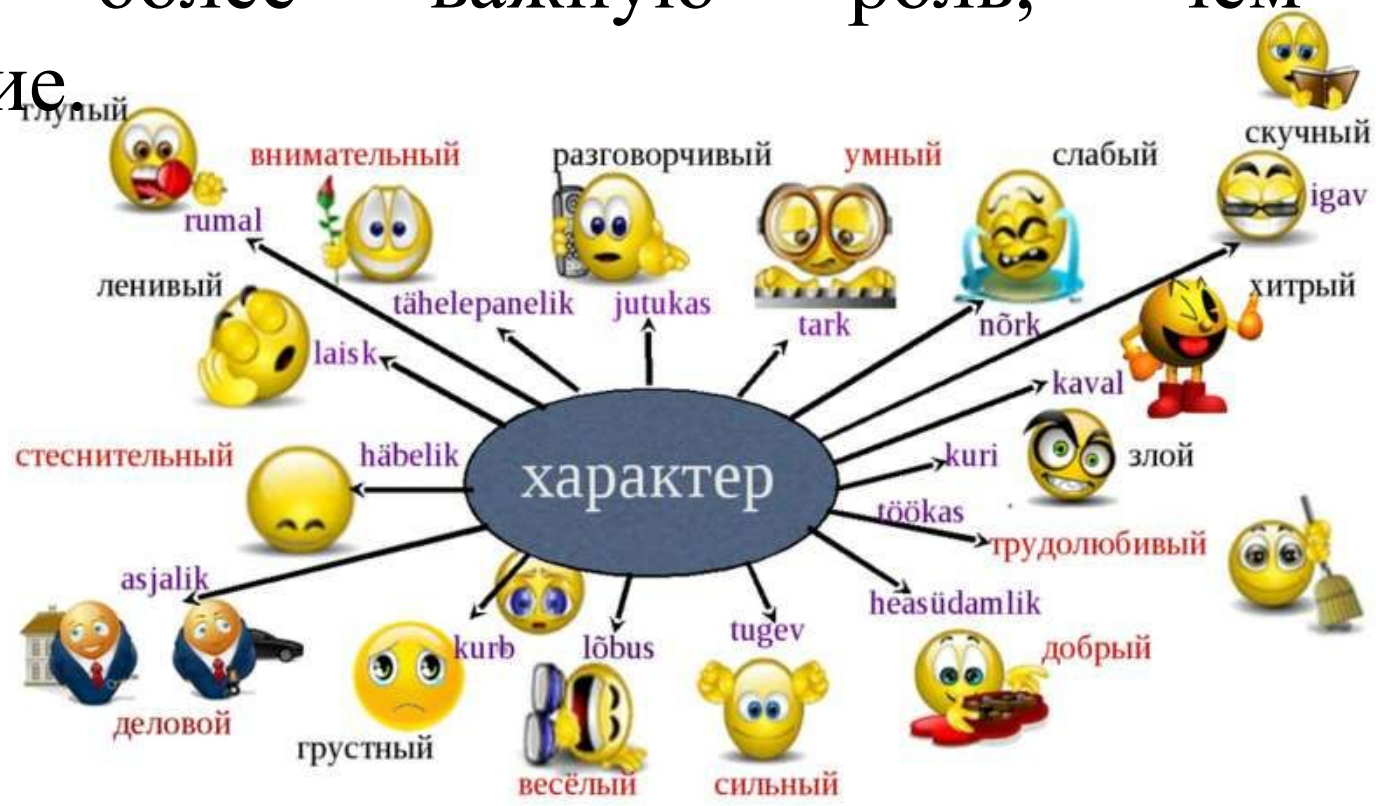 более важную роль, чем
ие.
глупый
скучный
внимательный
разговорчивый
умный
слабый
rumal
igav
ленивый
tähelepanelik
jutukas
tark
nõrk
хитрый
laisk
kaval
стеснительный
häbelik
характер
kuri
злой
töökas
трудолюбивый
asjalik
heasüdamlik
kurb
lõbus
tugev
добрый
деловой
грустный
весёлый
сильный